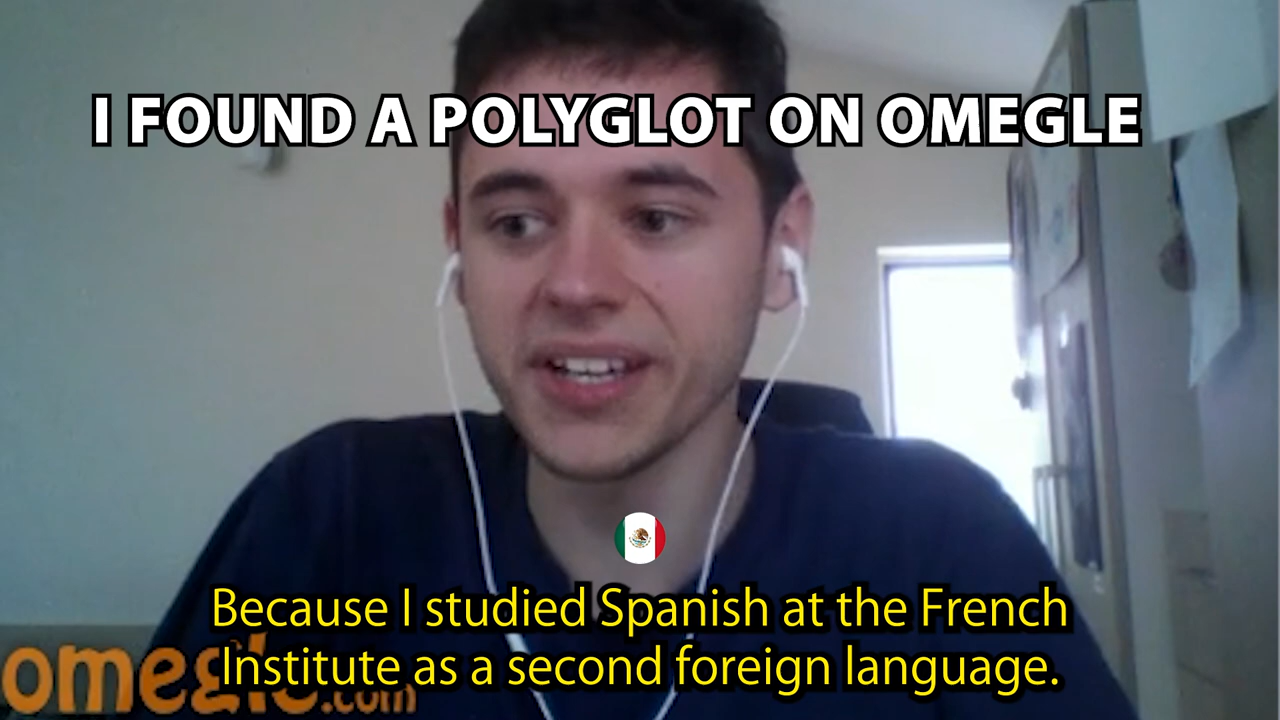 I FOUND A POLYGLOT ON OMEGLE
Because I studied Spanish at the French
Institute as a second foreign language.
omegle.com